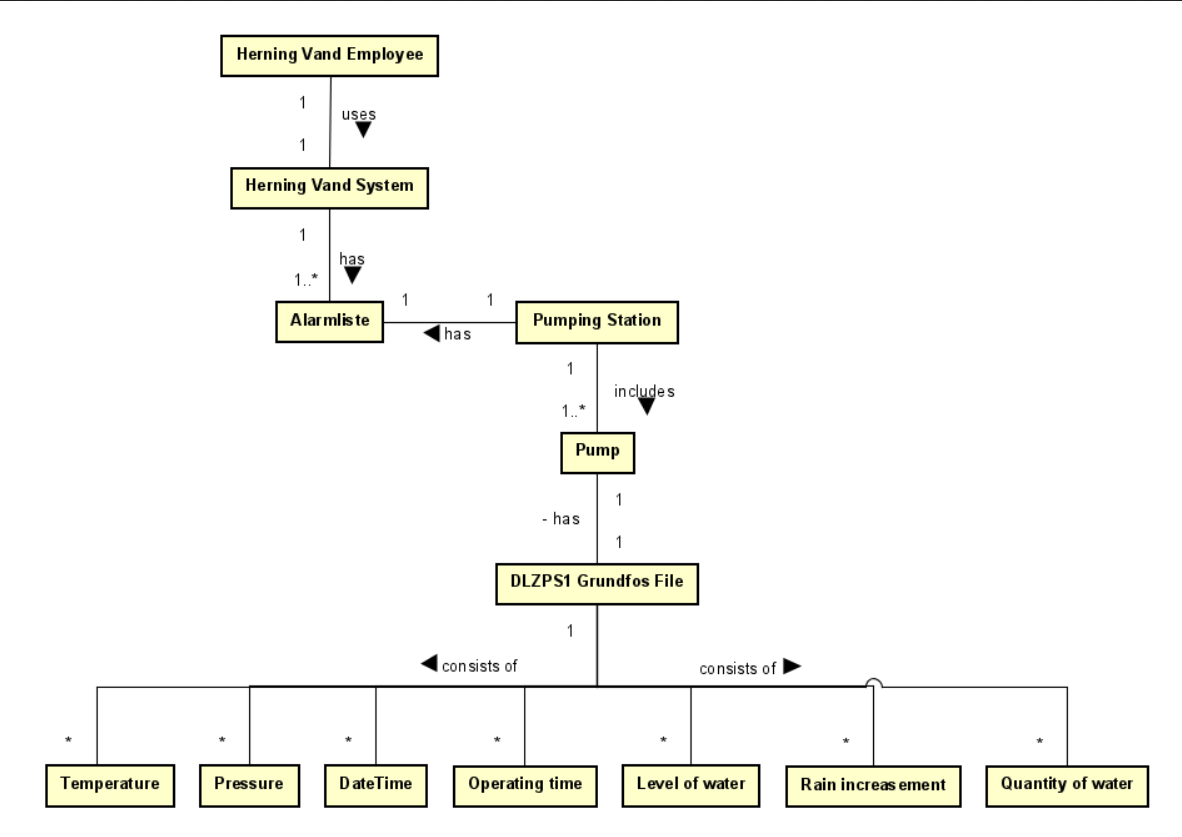 Herning Vand Employee
1
uses
1
Herning Vand System
1
has
1..*
1
1
Alarmliste
Pumping Station
has
1
includes
1..*
Pump
1
- has
1
DLZPS1 Grundfos File
1
consists of
consists of
*
*
*
*
*
*
*
Temperature
Pressure
DateTime
Operating time
Level of water
Rain increasement
Quantity of water